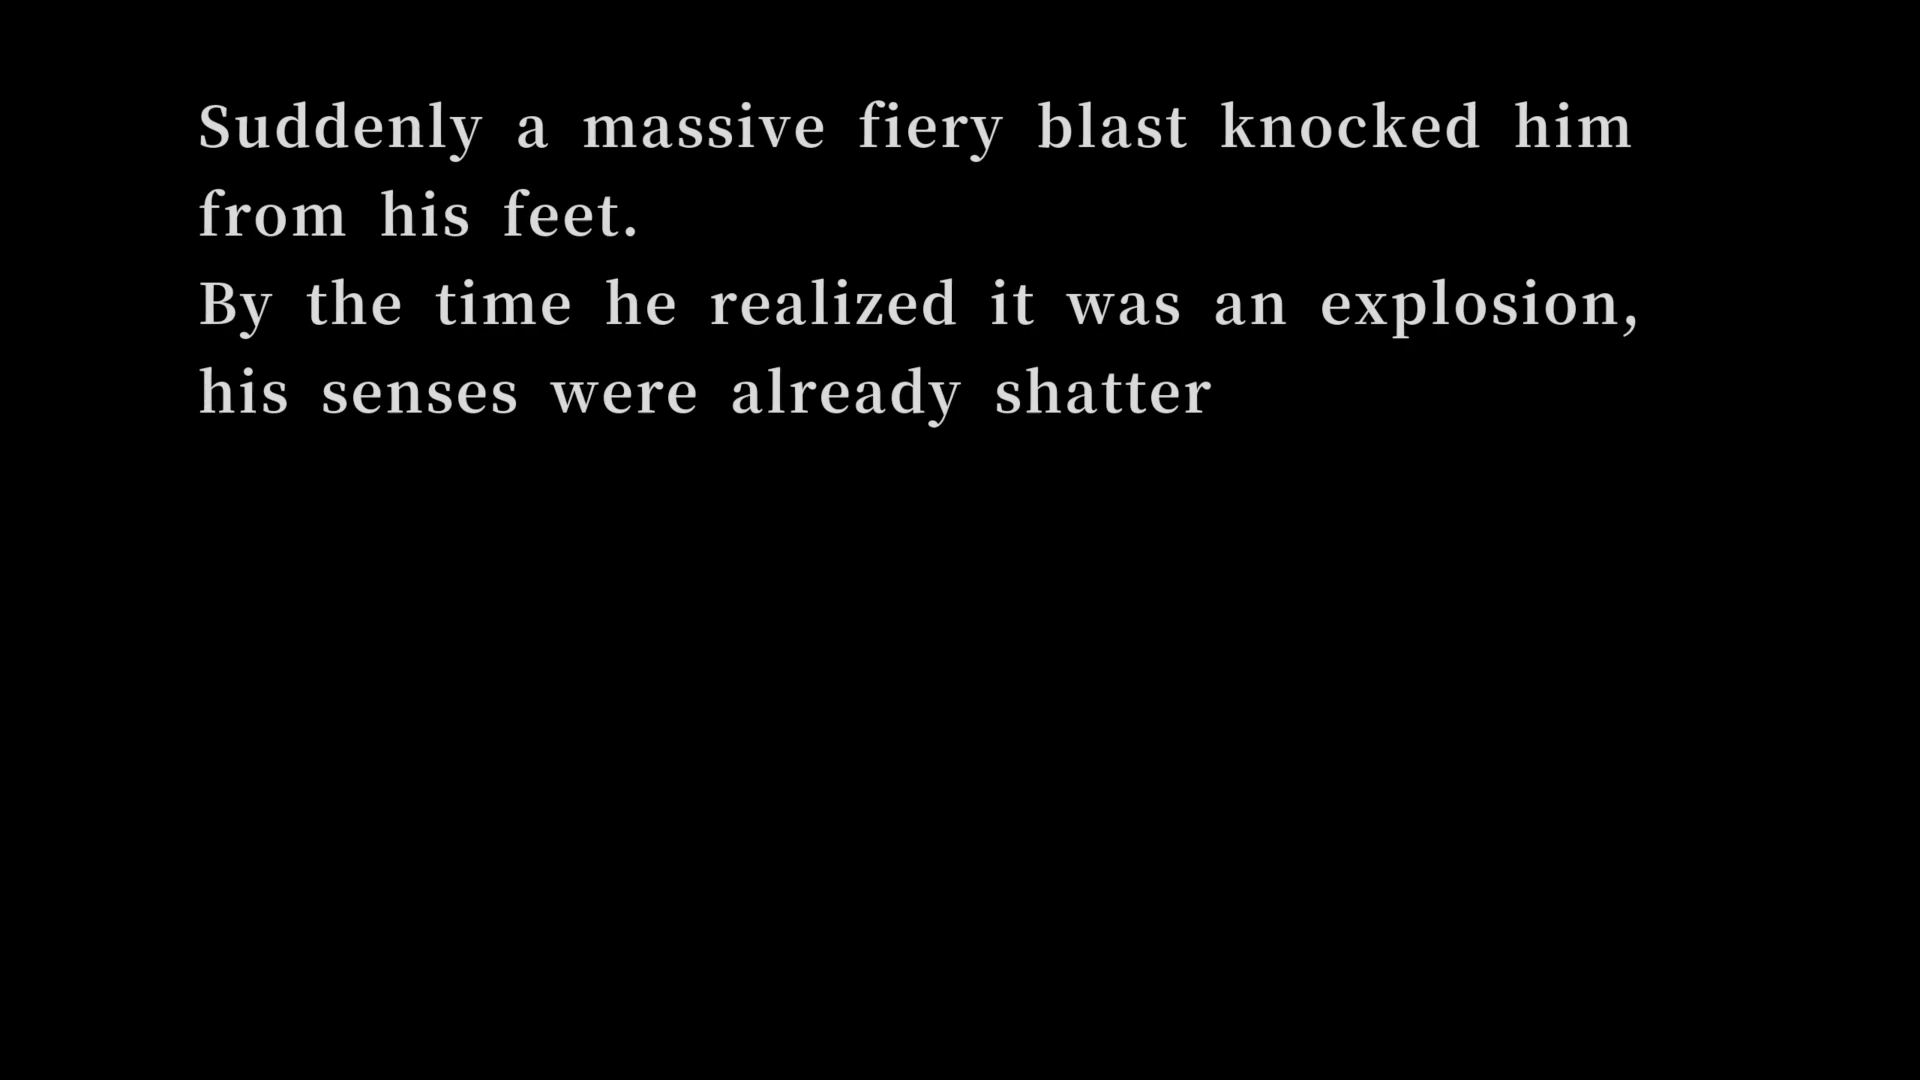 Suddenly a massive fiery blast knocked him
from his feet.
By the time he realized it was an explosion,
his senses were already shatter